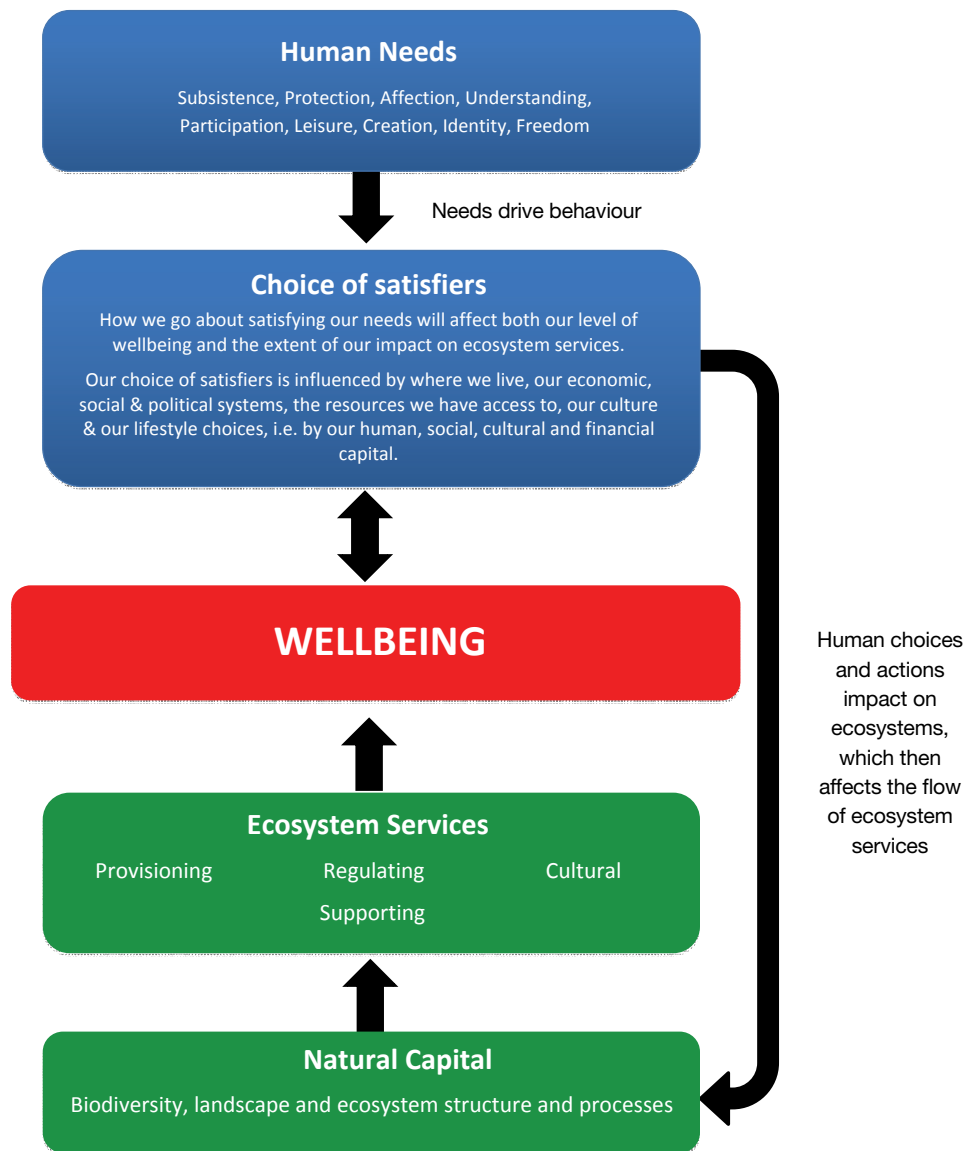 Human Needs
Subsistence, Protection, Affection, Understanding,
Participation, Leisure, Creation, Identity, Freedom
Needs drive behaviour
Choice of satisfiers
How we go about satisfying our needs will affect both our level of
wellbeing and the extent of our impact on ecosystem services.
Our choice of satisfiers is influenced by where we live, our economic,
social & political systems, the resources we have access to, our culture
& our lifestyle choices, i.e. by our human, social, cultural and financial
capital.
WELLBEING
Human choices
and actions
impact on
ecosystems,
which then
affects the flow
of ecosystem
services
Ecosystem Services
Provisioning Regulating Cultural
Supporting
Natural Capital
Biodiversity, landscape and ecosystem structure and processes